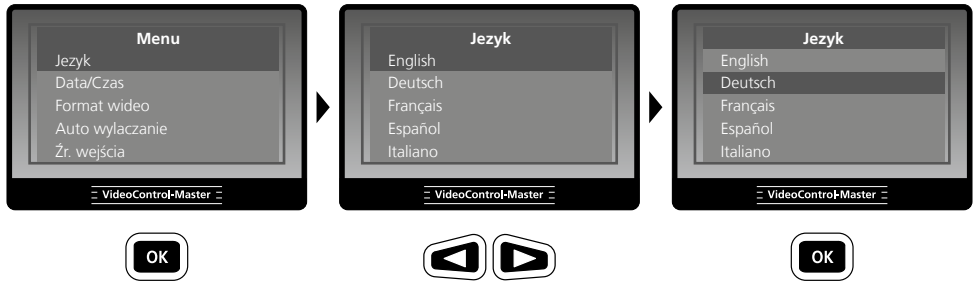 Menu
Jezyk
Data/Czas
Format wideo
Auto wylaczanie
Źr. wejścia
VideoControl-Master
OK
Jezyk
English
Deutsch
Français
Español
Italiano
VideoControl-Master
Jezyk
English
Deutsch
Français
Español
Italiano
VideoControl-Master
OK